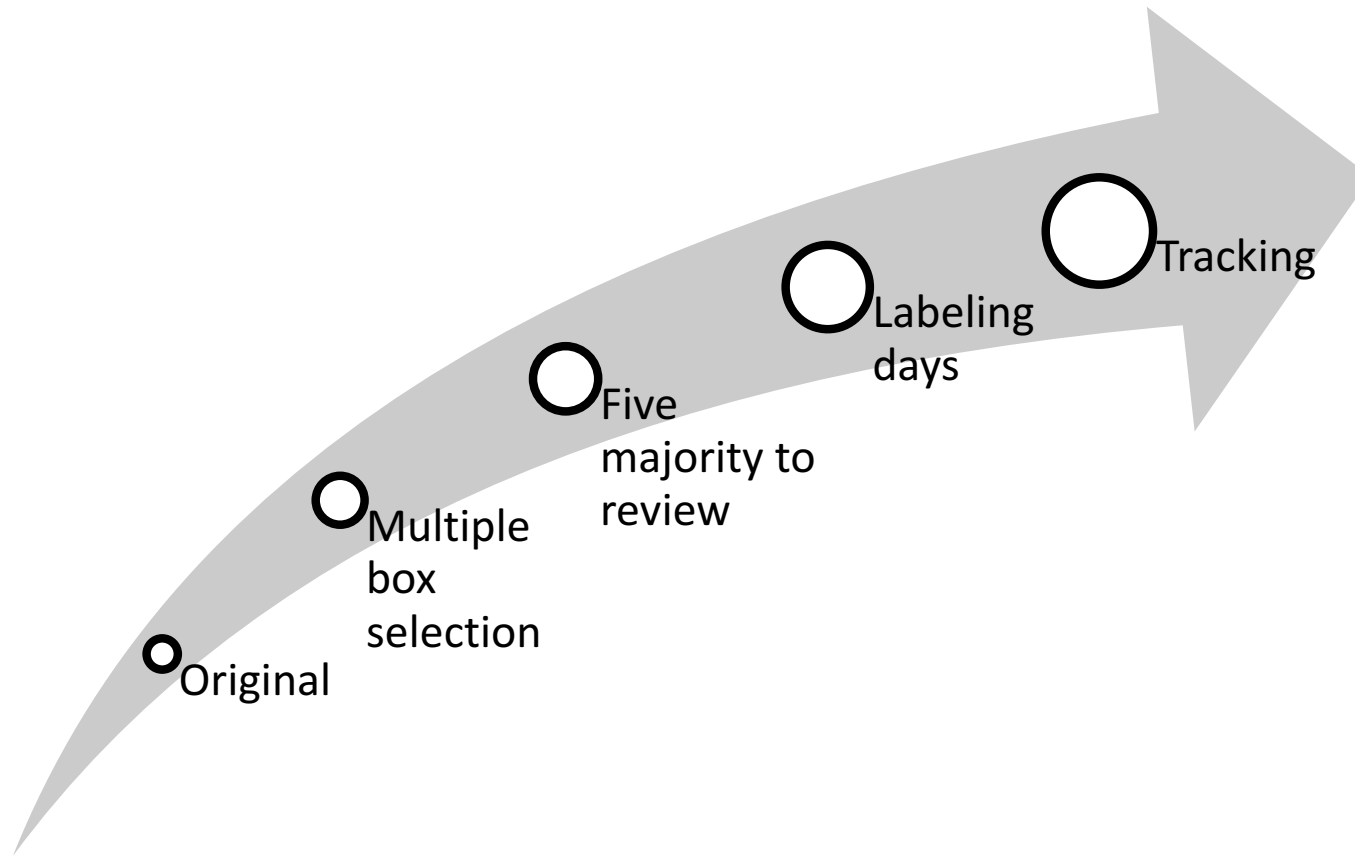 Original
Multiple
box
selection
Five
majority to
review
Labeling
days
Tracking